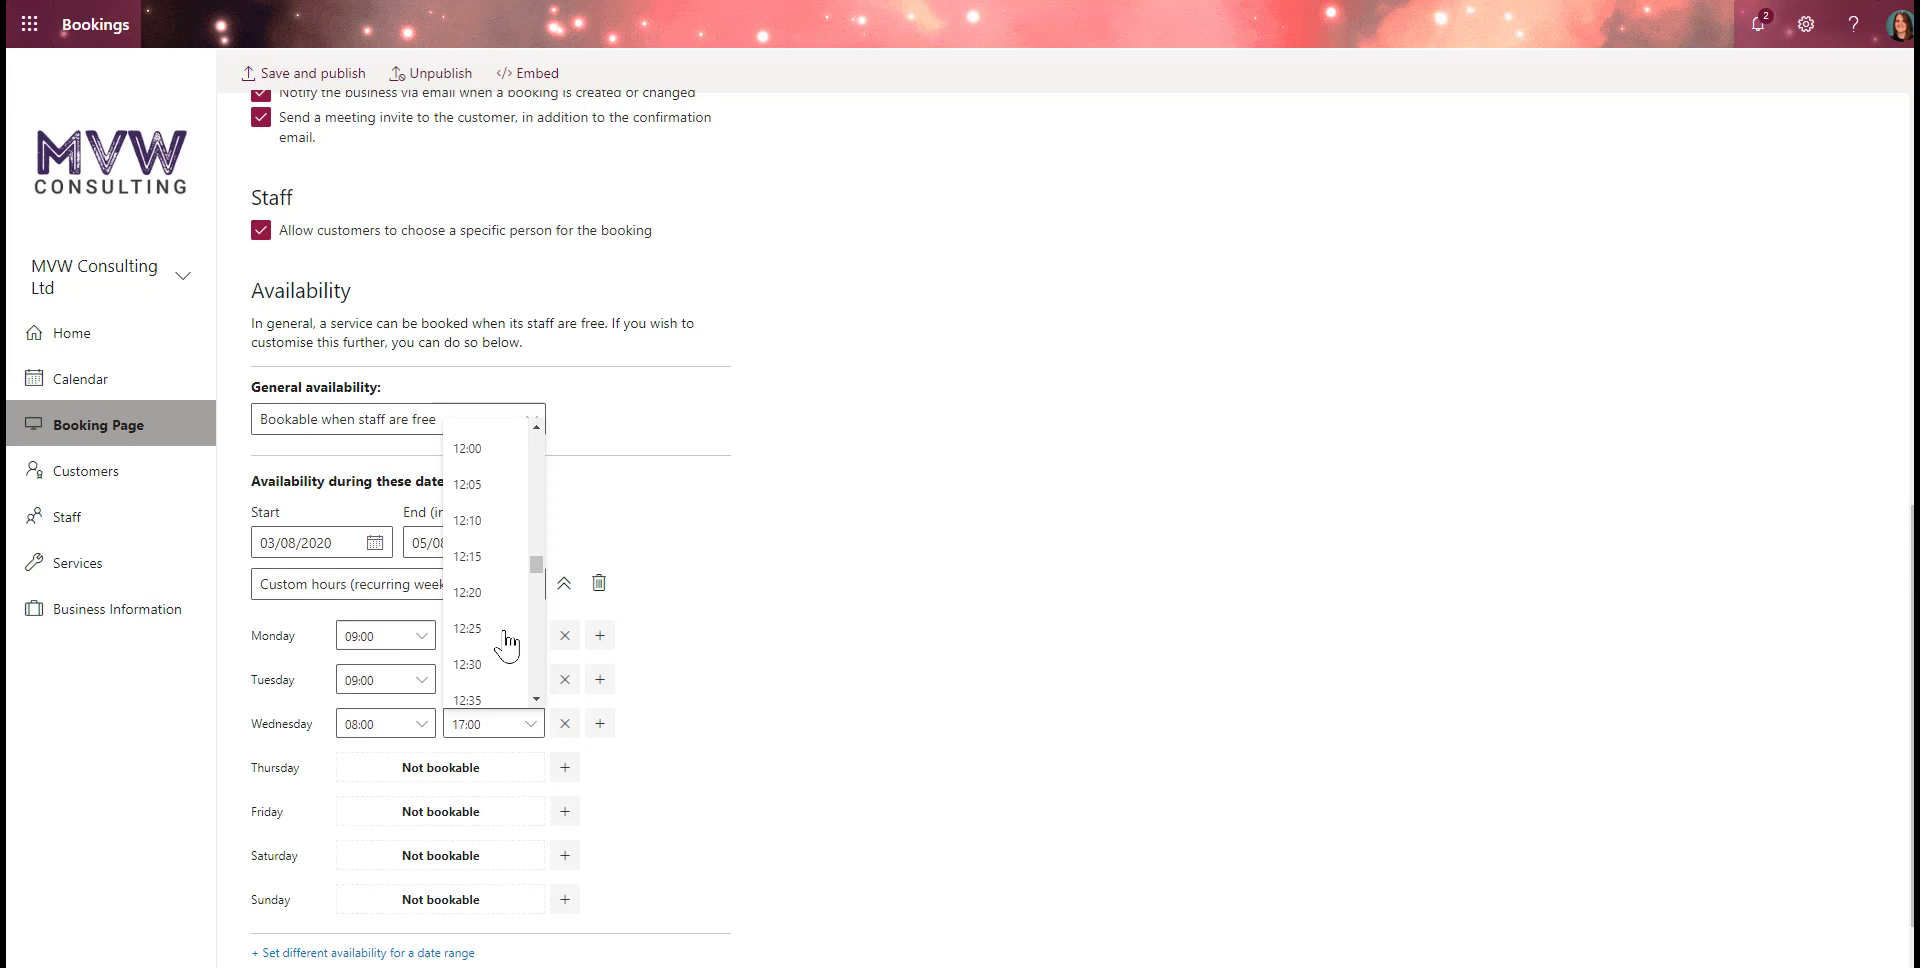 Bookings
2
?
Save and publish
Unpublish
</> Embed
Notify the business via email when a booking is created or changed
Send a meeting invite to the customer, in addition to the confirmation
email.
MVW
CONSULTING
MVW Consulting
Ltd
Home
Calendar
Booking Page
Customers
Staff
Services
Business Information
Staff
Allow customers to choose a specific person for the booking
Availability
In general, a service can be booked when its staff are free. If you wish to
customise this further, you can do so below.
General availability:
Bookable when staff are free
12:00
12:05
12:10
12:15
12:20
12:25
12:30
12:35
Availability during these date
Start
End (in
03/08/2020
05/08
Custom hours (recurring week
Monday 09:00
Tuesday 09:00
Wednesday 08:00 17:00
Thursday Not bookable +
Friday Not bookable +
Saturday Not bookable +
Sunday Not bookable +
+ Set different availability for a date range